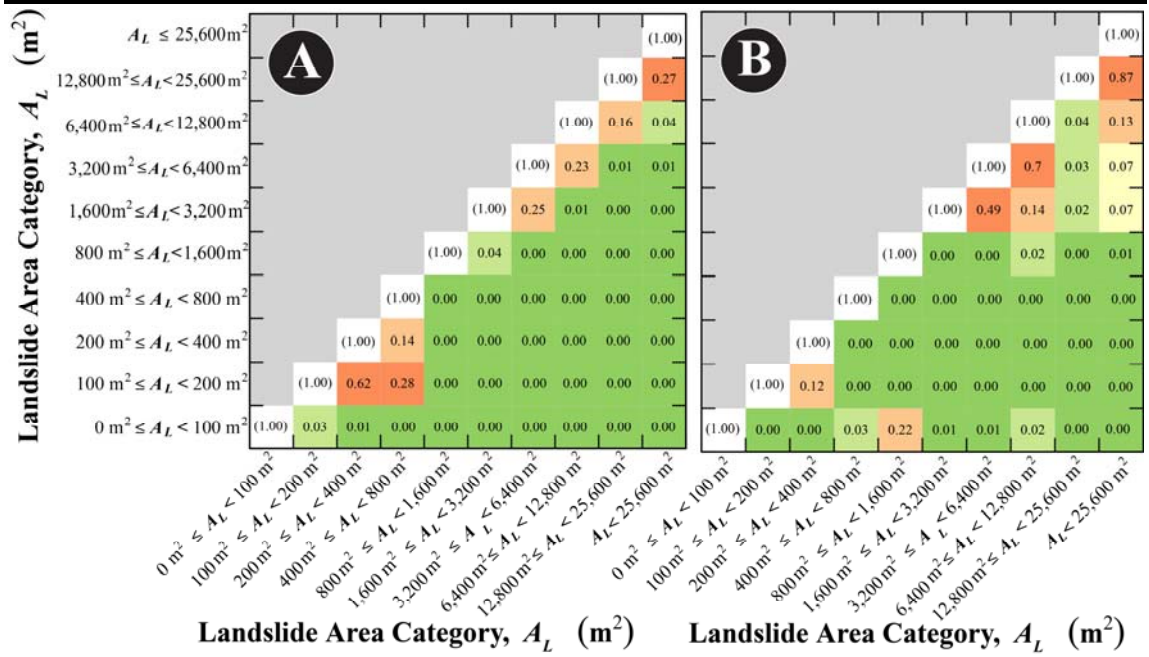 Landslide Area Category, A_L (m²)
A_L ≤ 25,600 m²
12,800 m² ≤ A_L < 25,600 m²
6,400 m² ≤ A_L < 12,800 m²
3,200 m² ≤ A_L < 6,400 m²
1,600 m² ≤ A_L < 3,200 m²
800 m² ≤ A_L < 1,600 m²
400 m² ≤ A_L < 800 m²
200 m² ≤ A_L < 400 m²
100 m² ≤ A_L < 200 m²
0 m² ≤ A_L < 100 m²
A
(1.00)
(1.00) 0.27
(1.00) 0.16 0.04
(1.00) 0.23 0.01 0.01
(1.00) 0.25 0.01 0.00 0.00
(1.00) 0.04 0.00 0.00 0.00 0.00
(1.00) 0.00 0.00 0.00 0.00 0.00 0.00
(1.00) 0.14 0.00 0.00 0.00 0.00 0.00 0.00
(1.00) 0.62 0.28 0.00 0.00 0.00 0.00 0.00 0.00
(1.00) 0.03 0.01 0.00 0.00 0.00 0.00 0.00 0.00 0.00
0 m² ≤ A_L < 100 m²
100 m² ≤ A_L < 200 m²
200 m² ≤ A_L < 400 m²
400 m² ≤ A_L < 800 m²
800 m² ≤ A_L < 1,600 m²
1,600 m² ≤ A_L < 3,200 m²
3,200 m² ≤ A_L < 6,400 m²
6,400 m² ≤ A_L < 12,800 m²
12,800 m² ≤ A_L < 25,600 m²
A_L < 25,600 m²
Landslide Area Category, A_L (m²)
B
(1.00)
(1.00) 0.87
(1.00) 0.04 0.13
(1.00) 0.7 0.03 0.07
(1.00) 0.49 0.14 0.02 0.07
(1.00) 0.00 0.00 0.02 0.00 0.01
(1.00) 0.00 0.00 0.00 0.00 0.00 0.00
(1.00) 0.00 0.00 0.00 0.00 0.00 0.00 0.00
(1.00) 0.12 0.00 0.00 0.00 0.00 0.00 0.00 0.00
(1.00) 0.00 0.00 0.03 0.22 0.01 0.01 0.02 0.00 0.00
0 m² ≤ A_L < 100 m²
100 m² ≤ A_L < 200 m²
200 m² ≤ A_L < 400 m²
400 m² ≤ A_L < 800 m²
800 m² ≤ A_L < 1,600 m²
1,600 m² ≤ A_L < 3,200 m²
3,200 m² ≤ A_L < 6,400 m²
6,400 m² ≤ A_L < 12,800 m²
12,800 m² ≤ A_L < 25,600 m²
A_L < 25,600 m²
Landslide Area Category, A_L (m²)